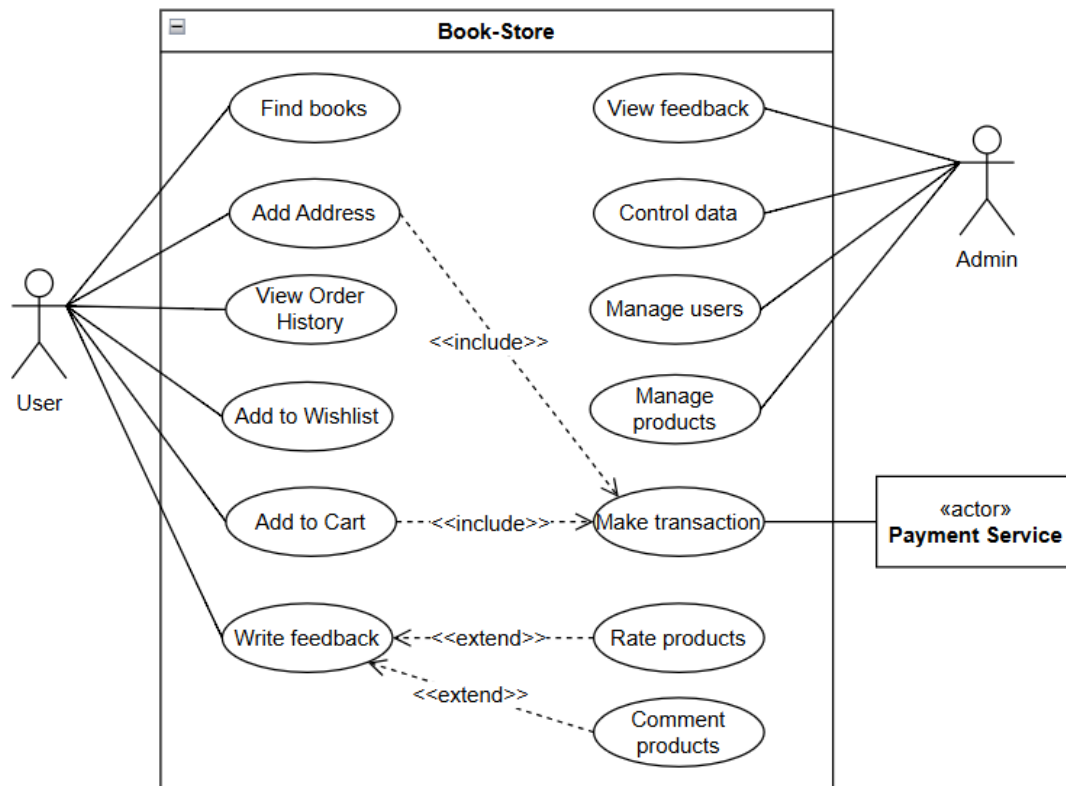 Book-Store
Find books
View feedback
Add Address
Control data
Admin
View Order
History
Manage users
<<include>>
User
Add to Wishlist
Manage
products
Add to Cart
<<include>>
Make transaction
«actor»
Payment Service
Write feedback
<<extend>>
Rate products
<<extend>>
Comment
products